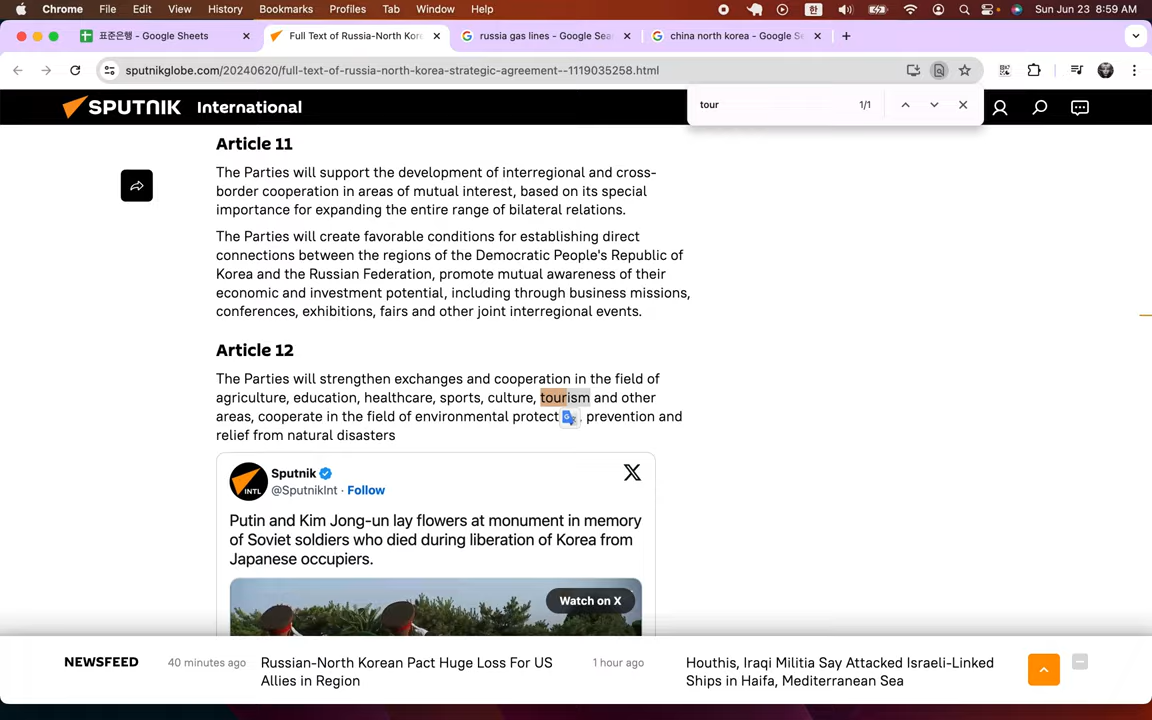 Chrome File Edit View History Bookmarks Profiles Tab Window Help 한 Sun Jun 23 8:59 AM
표준은행 - Google Sheets Full Text of Russia-North Kor russia gas lines - Google Sea china north korea - Google S
sputnikglobe.com/20240620/full-text-of-russia-north-korea-strategic-agreement--1119035258.html
SPUTNIK International
tour 1/1
Article 11
The Parties will support the development of interregional and cross-
border cooperation in areas of mutual interest, based on its special
importance for expanding the entire range of bilateral relations.
The Parties will create favorable conditions for establishing direct
connections between the regions of the Democratic People's Republic of
Korea and the Russian Federation, promote mutual awareness of their
economic and investment potential, including through business missions,
conferences, exhibitions, fairs and other joint interregional events.
Article 12
The Parties will strengthen exchanges and cooperation in the field of
agriculture, education, healthcare, sports, culture, tourism and other
areas, cooperate in the field of environmental protect prevention and
relief from natural disasters
INTL
Sputnik
@SputnikInt · Follow
Putin and Kim Jong-un lay flowers at monument in memory
of Soviet soldiers who died during liberation of Korea from
Japanese occupiers.
Watch on X
NEWSFEED
40 minutes ago
Russian-North Korean Pact Huge Loss For US
Allies in Region
1 hour ago
Houthis, Iraqi Militia Say Attacked Israeli-Linked
Ships in Haifa, Mediterranean Sea